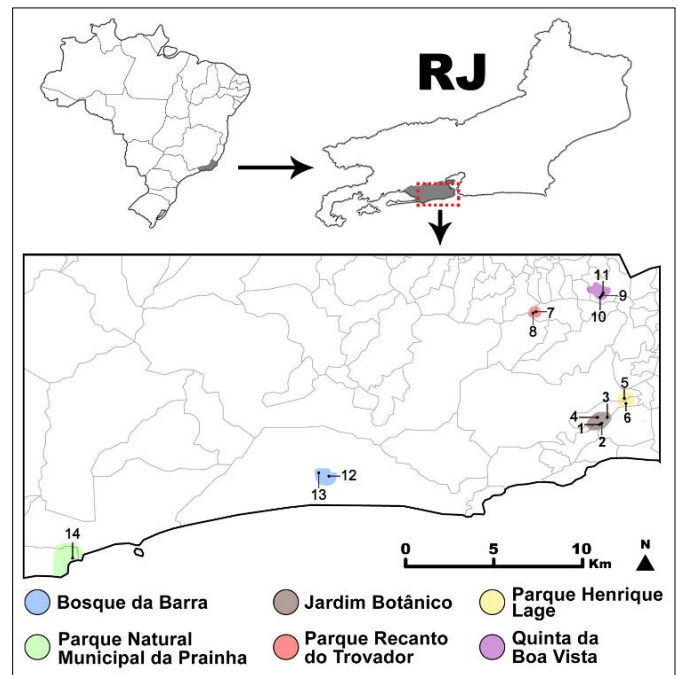 RJ
11
9
10
7
8
5
3
4
6
1
2
12
13
14
0 5 10
Km
N
Bosque da Barra
Jardim Botânico
Parque Henrique
Lage
Parque Natural
Municipal da Prainha
Parque Recanto
do Trovador
Quinta da
Boa Vista